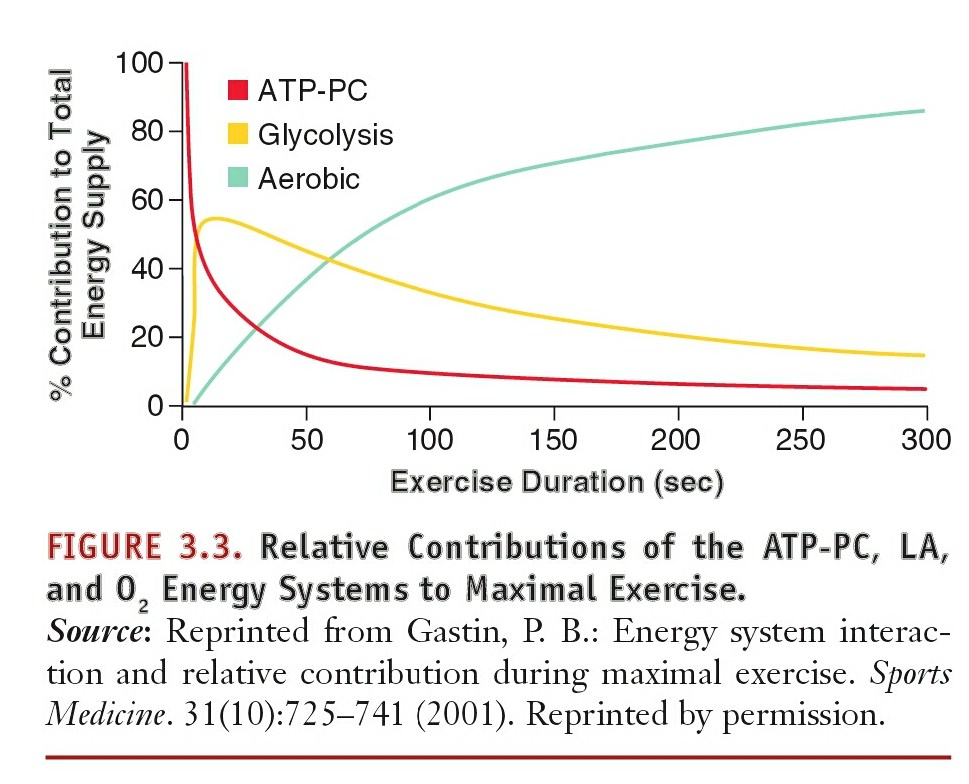 % Contribution to Total
Energy Supply
100
80
60
40
20
0
ATP-PC
Glycolysis
Aerobic
0 50 100 150 200 250 300
Exercise Duration (sec)
FIGURE 3.3. Relative Contributions of the ATP-PC, LA,
and O₂ Energy Systems to Maximal Exercise.
Source: Reprinted from Gastin, P. B.: Energy system interac-
tion and relative contribution during maximal exercise. Sports
Medicine. 31(10):725–741 (2001). Reprinted by permission.